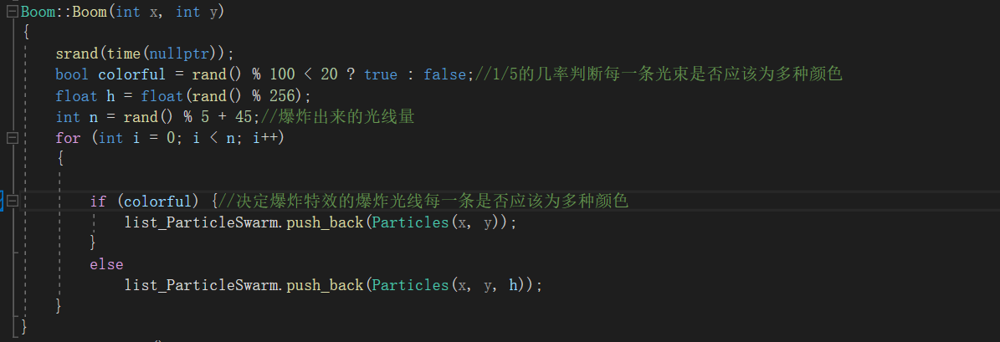 Boom::Boom(int x, int y)
{
srand(time(nullptr));
bool colorful = rand() % 100 < 20 ? true : false;//1/5的几率判断每一条光束是否应该为多种颜色
float h = float(rand() % 256);
int n = rand() % 5 + 45;//爆炸出来的光线量
for (int i = 0; i < n; i++)
{
if (colorful) {//决定爆炸特效的爆炸光线每一条是否应该为多种颜色
list_ParticleSwarm.push_back(Particles(x, y));
}
else
list_ParticleSwarm.push_back(Particles(x, y, h));
}
}